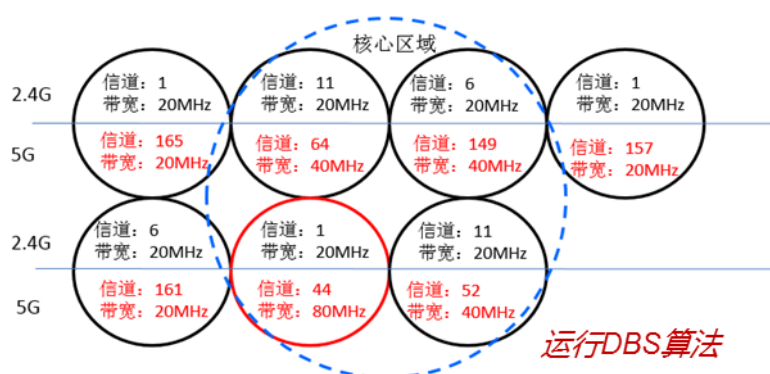 核心区域
2.4G
信道：1
带宽：20MHz
信道：11
带宽：20MHz
信道：6
带宽：20MHz
信道：1
带宽：20MHz
5G
信道：165
带宽：20MHz
信道：64
带宽：40MHz
信道：149
带宽：40MHz
信道：157
带宽：20MHz
2.4G
信道：6
带宽：20MHz
信道：1
带宽：20MHz
信道：11
带宽：20MHz
5G
信道：161
带宽：20MHz
信道：44
带宽：80MHz
信道：52
带宽：40MHz
运行DBS算法